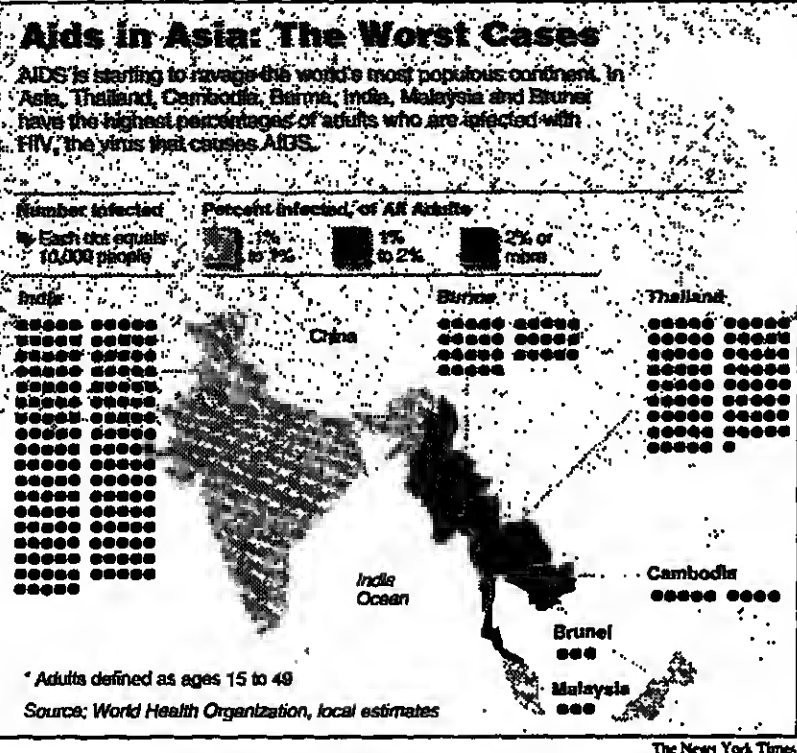 Aids in Asia: The Worst Cases
AIDS is starting to ravage the world's most populous continent. In
Asia, Thailand, Cambodia, Burma, India, Malaysia and Brunei
have the highest percentages of adults who are infected with
HIV, the virus that causes AIDS.
Number Infected
Each dot equals
10,000 people
Percent Infected, of All Adults
.1%
to 1%
1%
to 2%
2% or
more
India
China
Burma
Thailand
India
Ocean
Cambodia
Brunei
Malaysia
* Adults defined as ages 15 to 49
Source: World Health Organization, local estimates
The New York Times